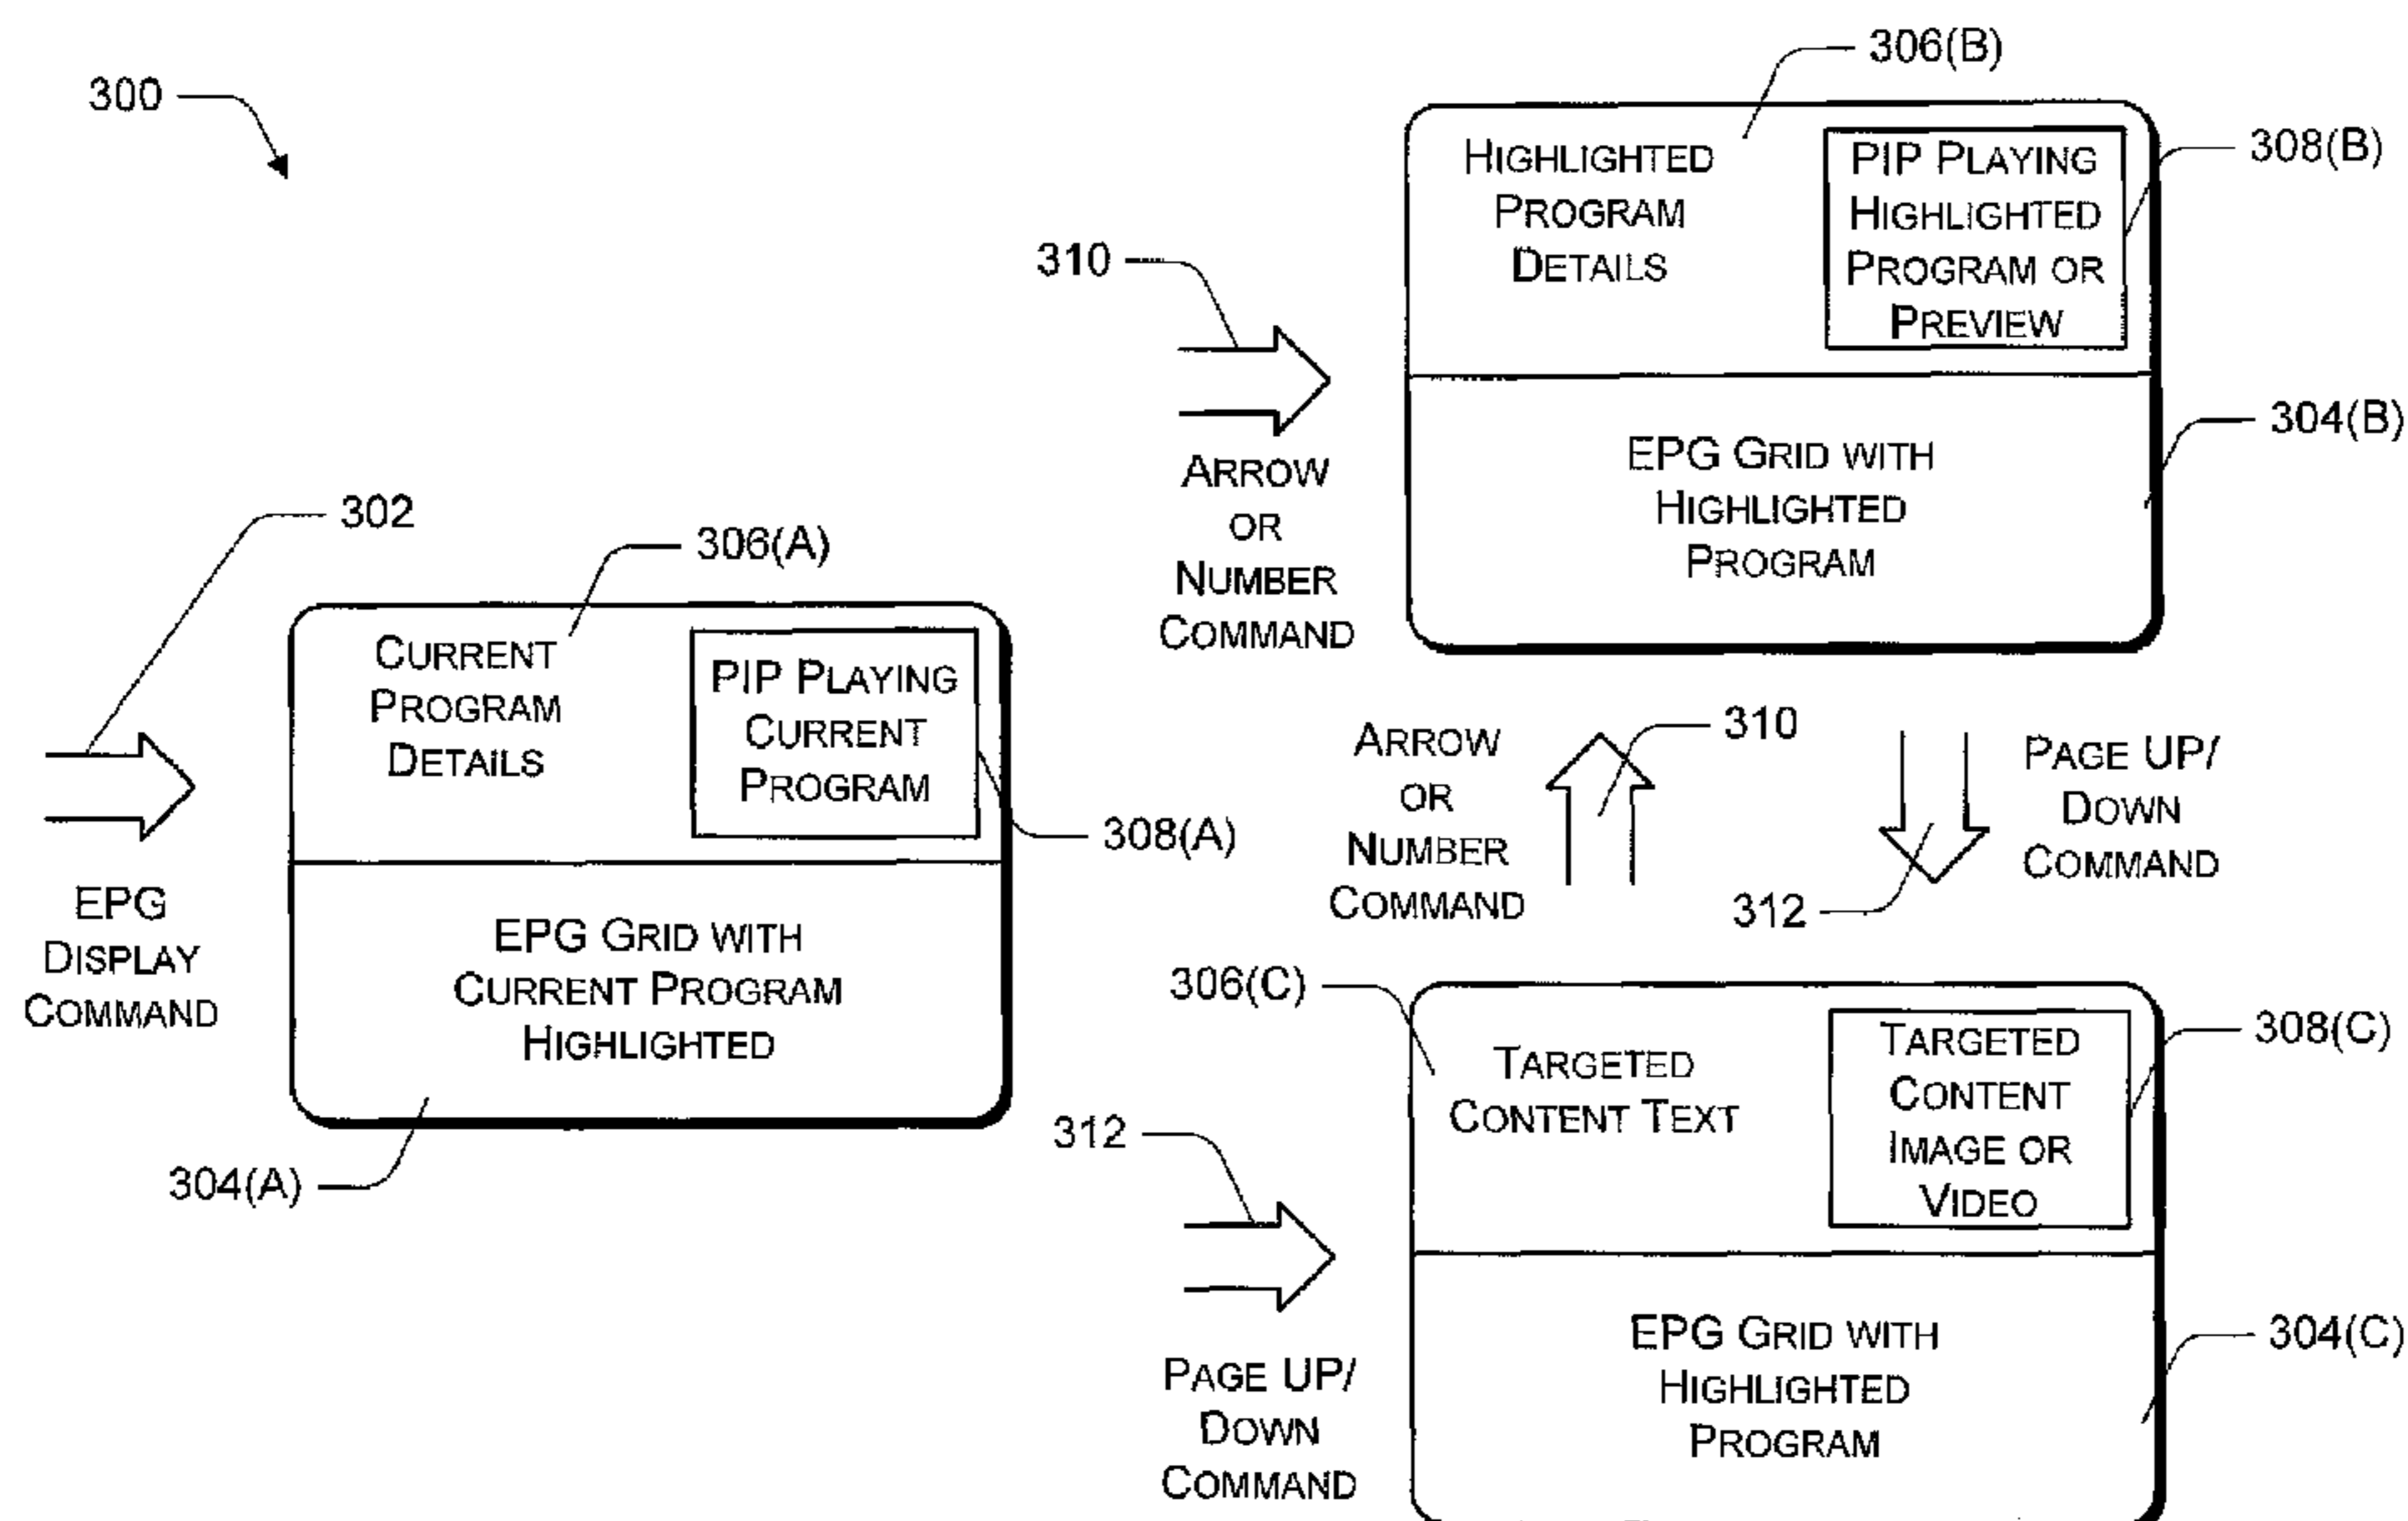 300
302
EPG
DISPLAY
COMMAND
306(A)
CURRENT
PROGRAM
DETAILS
PIP PLAYING
CURRENT
PROGRAM
308(A)
EPG GRID WITH
CURRENT PROGRAM
HIGHLIGHTED
304(A)
310
ARROW
OR
NUMBER
COMMAND
306(B)
HIGHLIGHTED
PROGRAM
DETAILS
PIP PLAYING
HIGHLIGHTED
PROGRAM OR
PREVIEW
308(B)
EPG GRID WITH
HIGHLIGHTED
PROGRAM
304(B)
ARROW
OR
NUMBER
COMMAND
310
PAGE UP/
DOWN
COMMAND
312
312
PAGE UP/
DOWN
COMMAND
306(C)
TARGETED
CONTENT TEXT
TARGETED
CONTENT
IMAGE OR
VIDEO
308(C)
EPG GRID WITH
HIGHLIGHTED
PROGRAM
304(C)